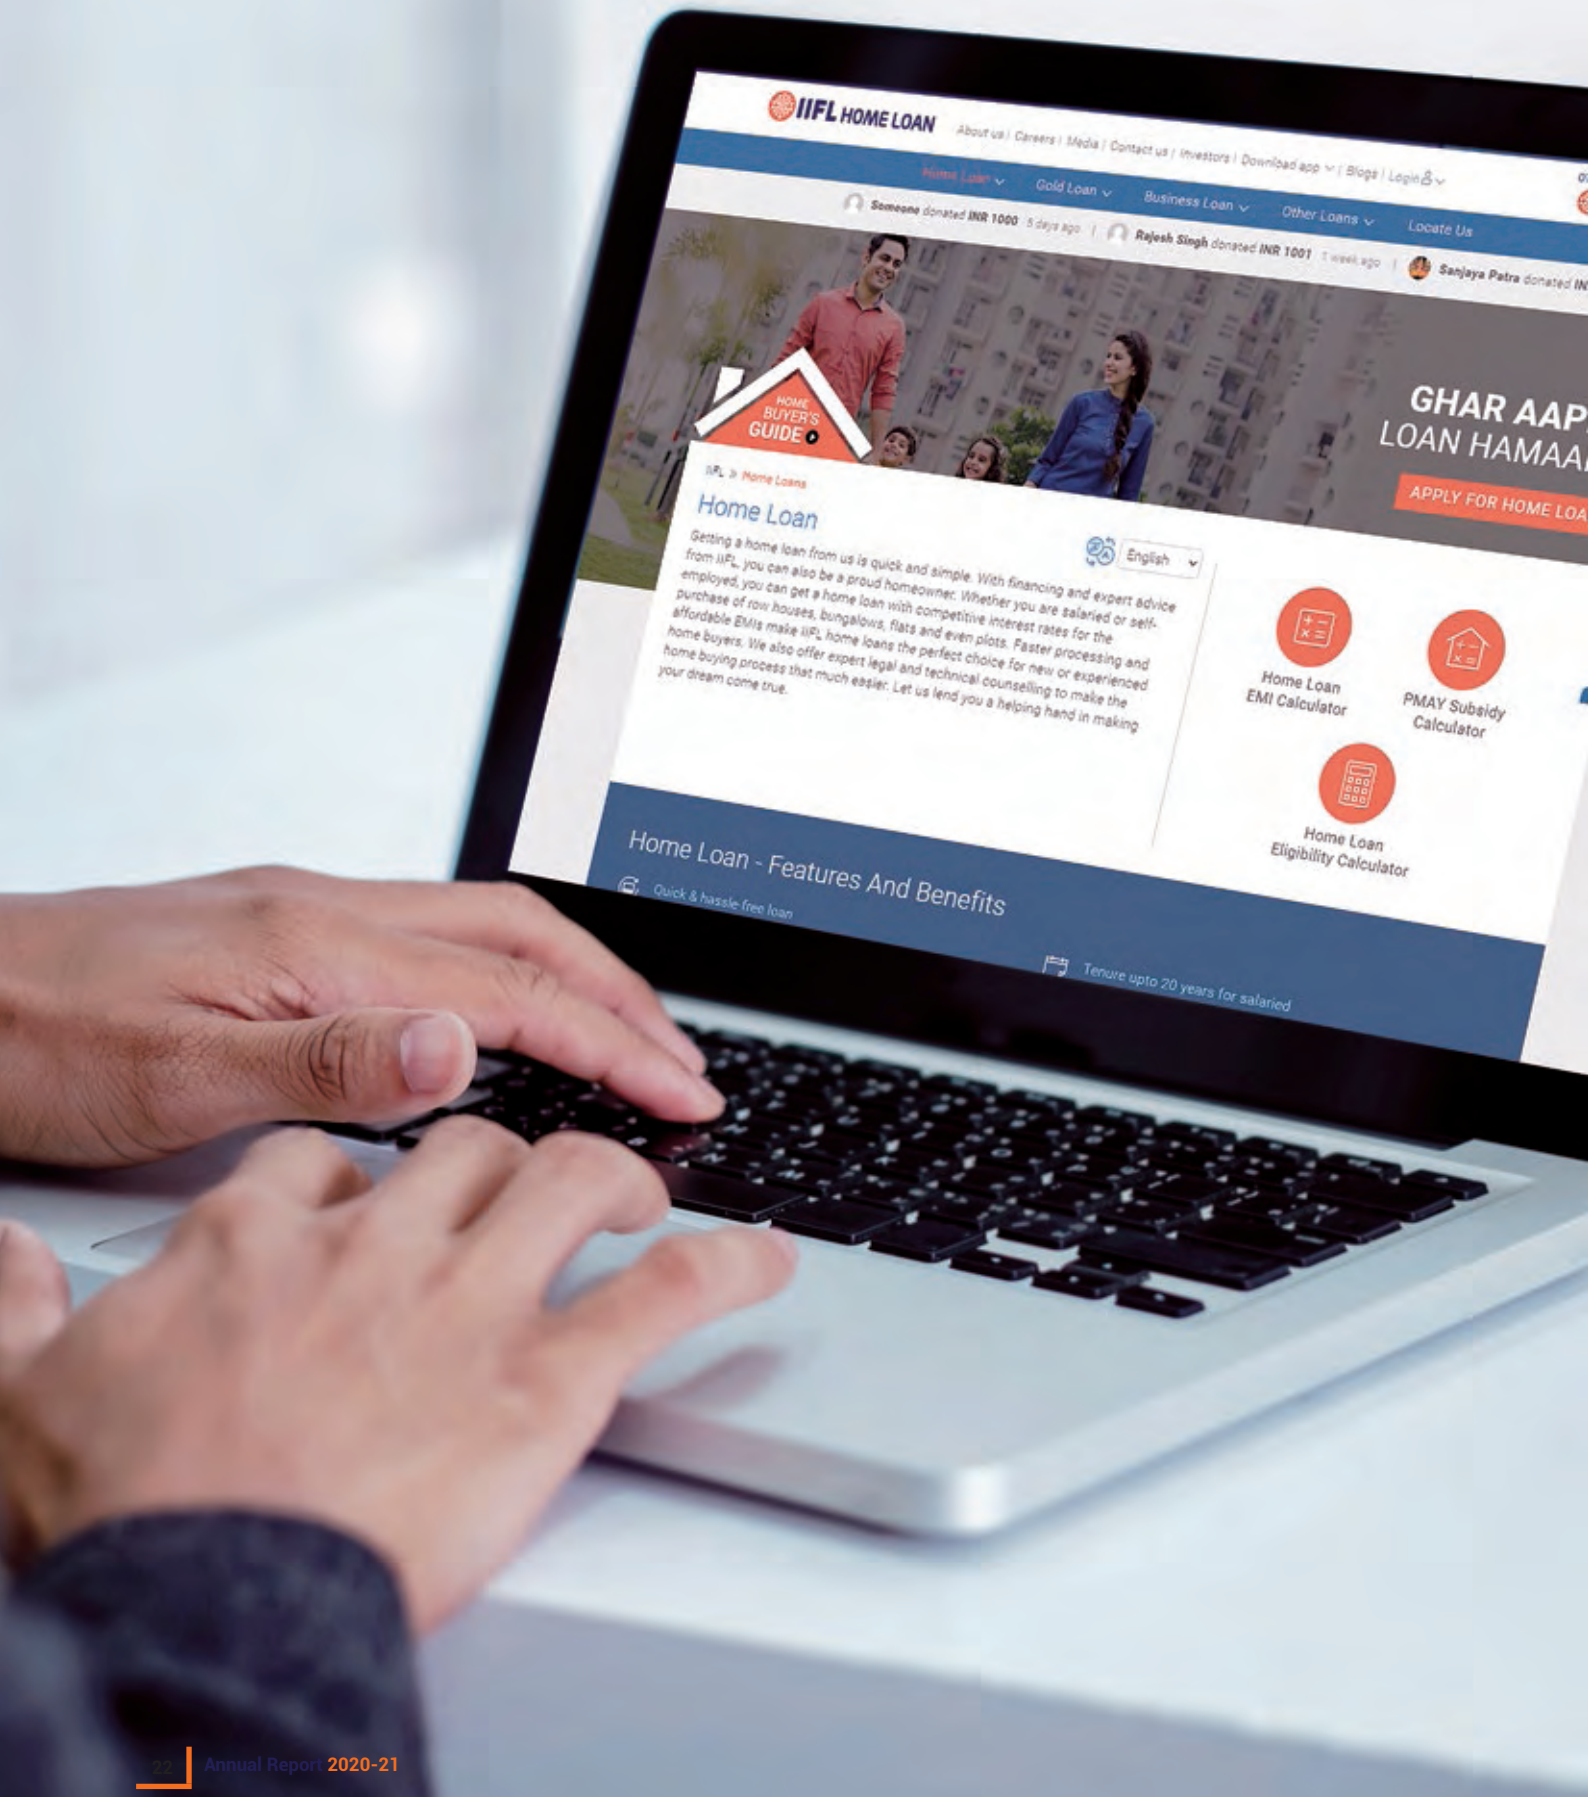 IIFL HOME LOAN
About us | Careers | Media | Contact us | Investors | Download app | Blogs | Login
Home Loan Gold Loan Business Loan Other Loans Locate Us
Someone donated INR 1000 5 days ago | Rajesh Singh donated INR 1001 1 week ago | Sanjaya Patra donated IN
GHAR AAP
LOAN HAMAA
APPLY FOR HOME LOA
HOME
BUYER'S
GUIDE
IIFL » Home Loans
Home Loan
English
Getting a home loan from us is quick and simple. With financing and expert advice
from IIFL, you can also be a proud homeowner. Whether you are salaried or self-
employed, you can get a home loan with competitive interest rates for the
purchase of row houses, bungalows, flats and even plots. Faster processing and
affordable EMIs make IIFL home loans the perfect choice for new or experienced
home buyers. We also offer expert legal and technical counselling to make the
home buying process that much easier. Let us lend you a helping hand in making
your dream come true.
Home Loan
EMI Calculator
PMAY Subsidy
Calculator
Home Loan
Eligibility Calculator
Home Loan - Features And Benefits
Quick & hassle free loan
Tenure upto 20 years for salaried
22 Annual Report 2020-21